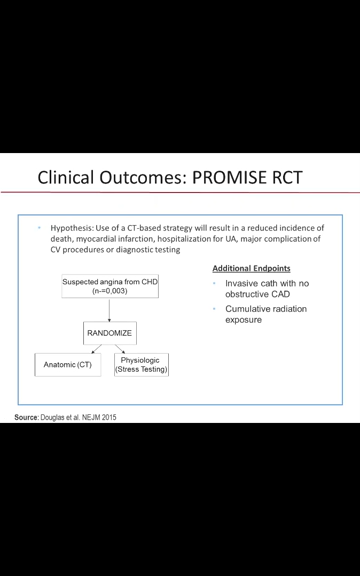 Clinical Outcomes: PROMISE RCT
• Hypothesis: Use of a CT-based strategy will result in a reduced incidence of
death, myocardial infarction, hospitalization for UA, major complication of
CV procedures or diagnostic testing
Suspected angina from CHD
(n-=0,003)
RANDOMIZE
Anatomic (CT)
Physiologic
(Stress Testing)
Additional Endpoints
• Invasive cath with no
obstructive CAD
• Cumulative radiation
exposure
Source: Douglas et al. NEJM 2015